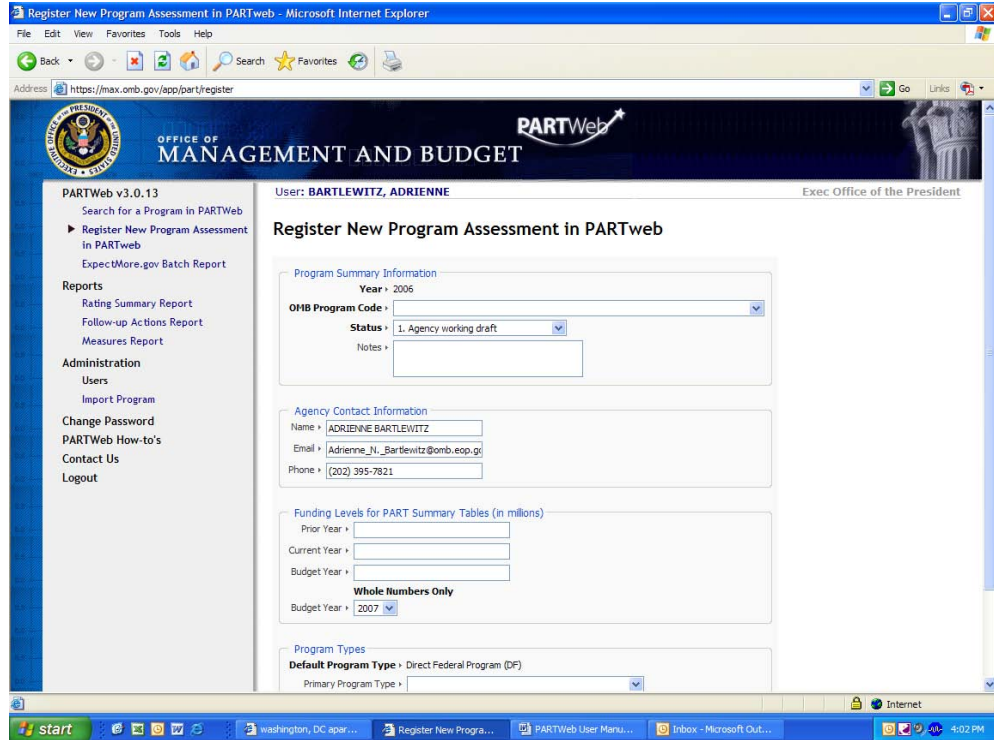 Register New Program Assessment in PARTweb - Microsoft Internet Explorer
File Edit View Favorites Tools Help
Back Search Favorites
Address https://max.omb.gov/app/part/register Go Links
OFFICE OF
MANAGEMENT AND BUDGET
PARTWeb
PARTWeb v3.0.13
Search for a Program in PARTWeb
Register New Program Assessment
in PARTweb
ExpectMore.gov Batch Report
Reports
Rating Summary Report
Follow-up Actions Report
Measures Report
Administration
Users
Import Program
Change Password
PARTWeb How-to's
Contact Us
Logout
User: BARTLEWITZ, ADRIENNE Exec Office of the President
Register New Program Assessment in PARTweb
Program Summary Information
Year 2006
OMB Program Code
Status 1. Agency working draft
Notes
Agency Contact Information
Name ADRIENNE BARTLEWITZ
Email Adrienne_N._Bartlewitz@omb.eop.go
Phone (202) 395-7821
Funding Levels for PART Summary Tables (in millions)
Prior Year
Current Year
Budget Year
Whole Numbers Only
Budget Year 2007
Program Types
Default Program Type Direct Federal Program (DF)
Primary Program Type
Internet
start washington, DC apar... Register New Progra... PARTWeb User Manu... Inbox - Microsoft Out... 4:02 PM